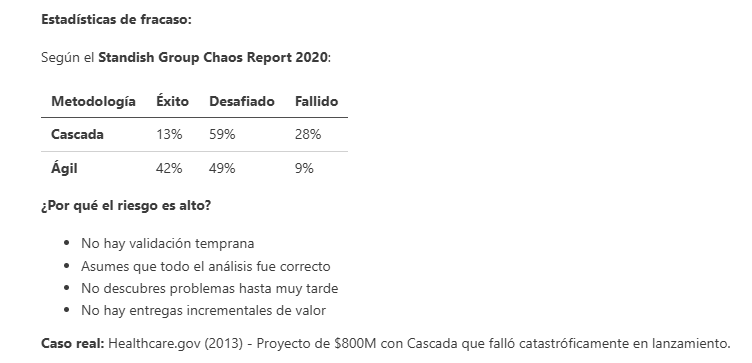 Estadísticas de fracaso:
Según el Standish Group Chaos Report 2020:
Metodología Éxito Desafiado Fallido
Cascada 13% 59% 28%
Ágil 42% 49% 9%
¿Por qué el riesgo es alto?
• No hay validación temprana
• Asumes que todo el análisis fue correcto
• No descubres problemas hasta muy tarde
• No hay entregas incrementales de valor
Caso real: Healthcare.gov (2013) - Proyecto de $800M con Cascada que falló catastróficamente en lanzamiento.